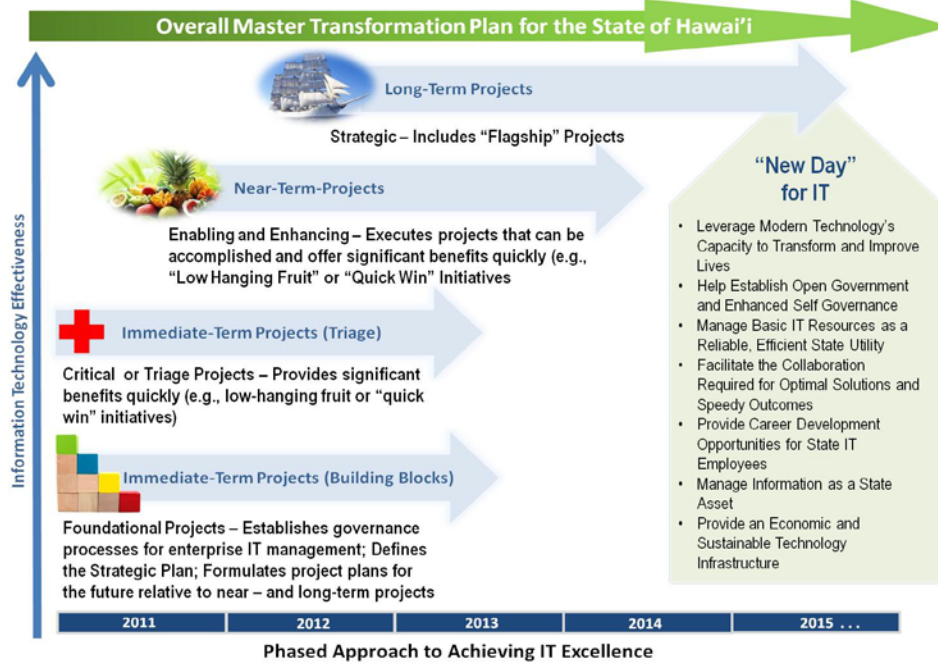 Overall Master Transformation Plan for the State of Hawai’i
Information Technology Effectiveness
Long-Term Projects
Strategic – Includes “Flagship” Projects
Near-Term-Projects
Enabling and Enhancing – Executes projects that can be
accomplished and offer significant benefits quickly (e.g.,
“Low Hanging Fruit” or “Quick Win” Initiatives
Immediate-Term Projects (Triage)
Critical or Triage Projects – Provides significant
benefits quickly (e.g., low-hanging fruit or “quick
win” initiatives)
Immediate-Term Projects (Building Blocks)
Foundational Projects – Establishes governance
processes for enterprise IT management; Defines
the Strategic Plan; Formulates project plans for
the future relative to near – and long-term projects
“New Day”
for IT
• Leverage Modern Technology’s
Capacity to Transform and Improve
Lives
• Help Establish Open Government
and Enhanced Self Governance
• Manage Basic IT Resources as a
Reliable, Efficient State Utility
• Facilitate the Collaboration
Required for Optimal Solutions and
Speedy Outcomes
• Provide Career Development
Opportunities for State IT
Employees
• Manage Information as a State
Asset
• Provide an Economic and
Sustainable Technology
Infrastructure
2011 2012 2013 2014 2015 . . .
Phased Approach to Achieving IT Excellence